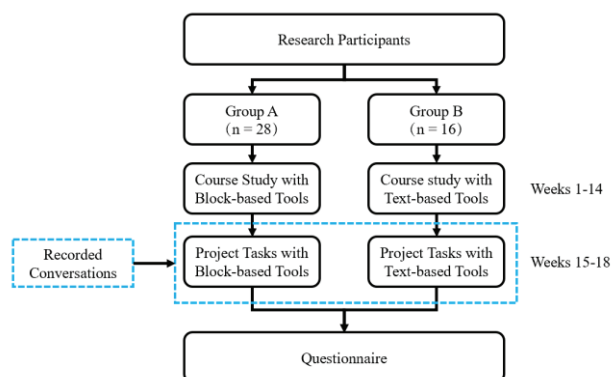 Research Participants
Group A
(n = 28)
Group B
(n = 16)
Course Study with
Block-based Tools
Course study with
Text-based Tools
Weeks 1-14
Recorded
Conversations
Project Tasks with
Block-based Tools
Project Tasks with
Text-based Tools
Weeks 15-18
Questionnaire